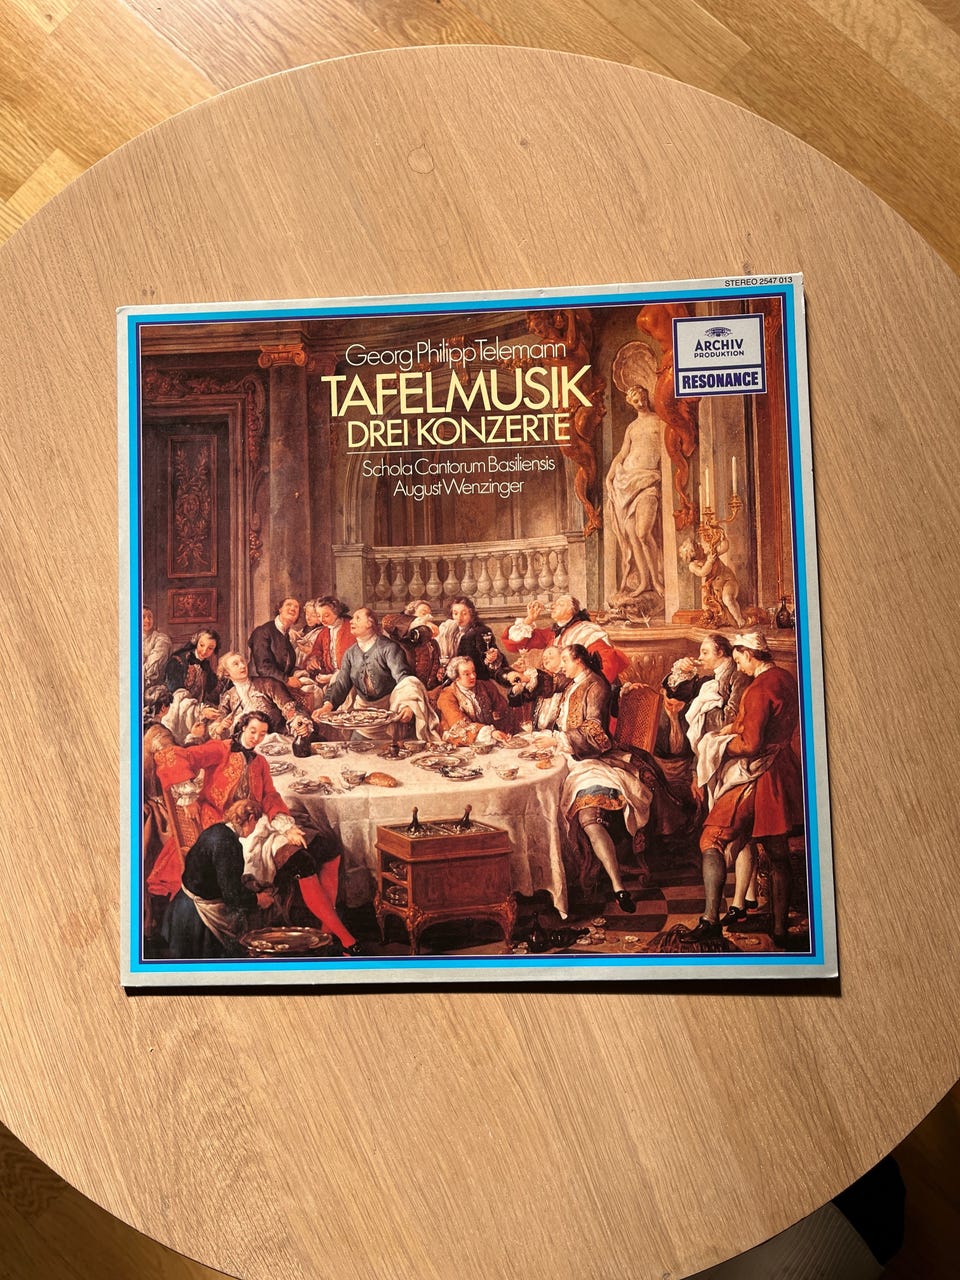 STEREO 2547 013
ARCHIV
PRODUKTION
RESONANCE
Georg Philipp Telemann
TAFELMUSIK
DREI KONZERTE
Schola Cantorum Basiliensis
August Wenzinger